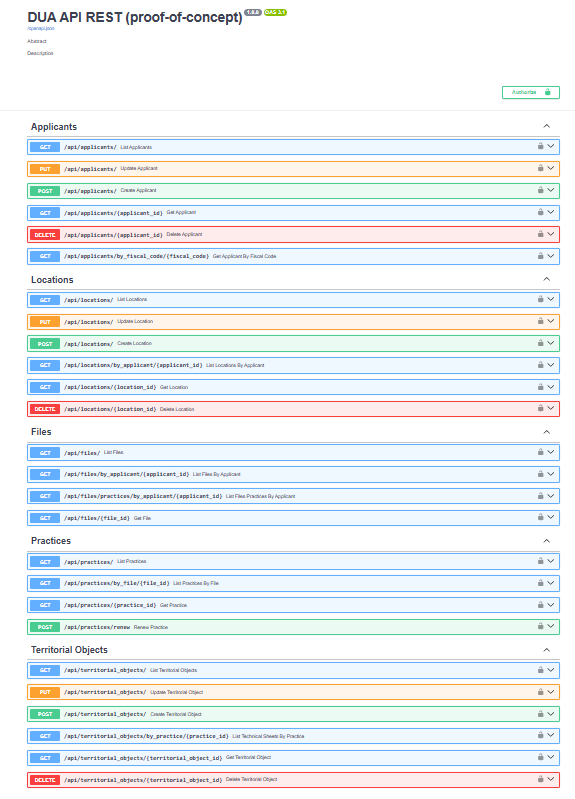 DUA API REST (proof-of-concept) OAS 3.1
/openapi.json
Abstract
Description
Authorize
Applicants
GET /api/applicants/ List Applicants
PUT /api/applicants/ Update Applicant
POST /api/applicants/ Create Applicant
GET /api/applicants/{applicant_id} Get Applicant
DELETE /api/applicants/{applicant_id} Delete Applicant
GET /api/applicants/by_fiscal_code/{fiscal_code} Get Applicant By Fiscal Code
Locations
GET /api/locations/ List Locations
PUT /api/locations/ Update Location
POST /api/locations/ Create Location
GET /api/locations/by_applicant/{applicant_id} List Locations By Applicant
GET /api/locations/{location_id} Get Location
DELETE /api/locations/{location_id} Delete Location
Files
GET /api/files/ List Files
GET /api/files/by_applicant/{applicant_id} List Files By Applicant
GET /api/files/practices/by_applicant/{applicant_id} List Files Practices By Applicant
GET /api/files/{file_id} Get File
Practices
GET /api/practices/ List Practices
GET /api/practices/by_file/{file_id} List Practices By File
GET /api/practices/{practice_id} Get Practice
POST /api/practices/renew Renew Practice
Territorial Objects
GET /api/territorial_objects/ List Territorial Objects
PUT /api/territorial_objects/ Update Territorial Object
POST /api/territorial_objects/ Create Territorial Object
GET /api/territorial_objects/by_practice/{practice_id} List Technical Sheets By Practice
GET /api/territorial_objects/{territorial_object_id} Get Territorial Object
DELETE /api/territorial_objects/{territorial_object_id} Delete Territorial Object